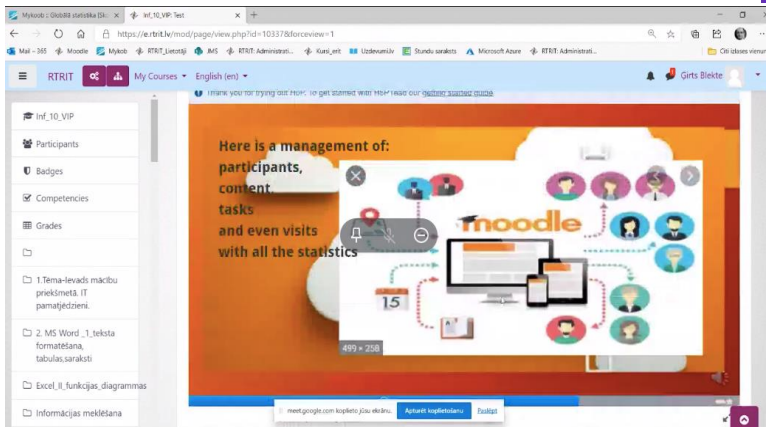 Mykoob :: Globālā statistika (Sk
Inf_10_VIP: Test
https://e.rtrit.lv/mod/page/view.php?id=10337&forceview=1
Mail – 365
Moodle
Mykob
RTRIT_Lietotāji
JMS
RTRIT: Administrati...
Kursi_erit
Uzdevumi.lv
Stundu saraksts
Microsoft Azure
RTRIT: Administrati...
Citi izlases vienumi
RTRIT
My Courses
English (en)
Girts Blekte
Thank you for trying out H5P. To get started with H5P read our getting started guide.
Inf_10_VIP
Participants
Badges
Competencies
Grades
1.Tēma-Ievads mācību
priekšmetā. IT
pamatjēdzieni.
2. MS Word _1_teksta
formatēšana,
tabulas,saraksti
Excel_II_funkcijas_diagrammas
Informācijas meklēšana
Here is a management of:
participants,
content,
tasks
and even visits
with all the statistics
moodle
15
499 × 258
meet.google.com koplieto jūsu ekrānu.
Apturēt koplietošanu
Paslēpt